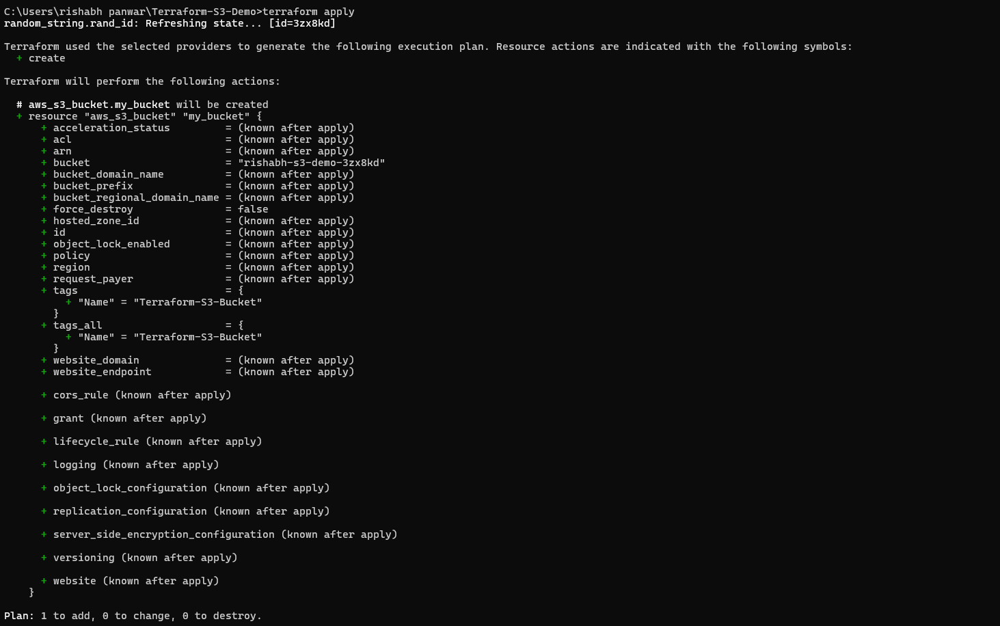 C:\Users\rishabh panwar\Terraform-S3-Demo>terraform apply
random_string.rand_id: Refreshing state... [id=3zx8kd]
Terraform used the selected providers to generate the following execution plan. Resource actions are indicated with the following symbols:
  + create
Terraform will perform the following actions:
  # aws_s3_bucket.my_bucket will be created
  + resource "aws_s3_bucket" "my_bucket" {
      + acceleration_status         = (known after apply)
      + acl                         = (known after apply)
      + arn                         = (known after apply)
      + bucket                      = "rishabh-s3-demo-3zx8kd"
      + bucket_domain_name          = (known after apply)
      + bucket_prefix               = (known after apply)
      + bucket_regional_domain_name = (known after apply)
      + force_destroy               = false
      + hosted_zone_id              = (known after apply)
      + id                          = (known after apply)
      + object_lock_enabled         = (known after apply)
      + policy                      = (known after apply)
      + region                      = (known after apply)
      + request_payer               = (known after apply)
      + tags                        = {
          + "Name" = "Terraform-S3-Bucket"
        }
      + tags_all                    = {
          + "Name" = "Terraform-S3-Bucket"
        }
      + website_domain              = (known after apply)
      + website_endpoint            = (known after apply)
      + cors_rule (known after apply)
      + grant (known after apply)
      + lifecycle_rule (known after apply)
      + logging (known after apply)
      + object_lock_configuration (known after apply)
      + replication_configuration (known after apply)
      + server_side_encryption_configuration (known after apply)
      + versioning (known after apply)
      + website (known after apply)
    }
Plan: 1 to add, 0 to change, 0 to destroy.